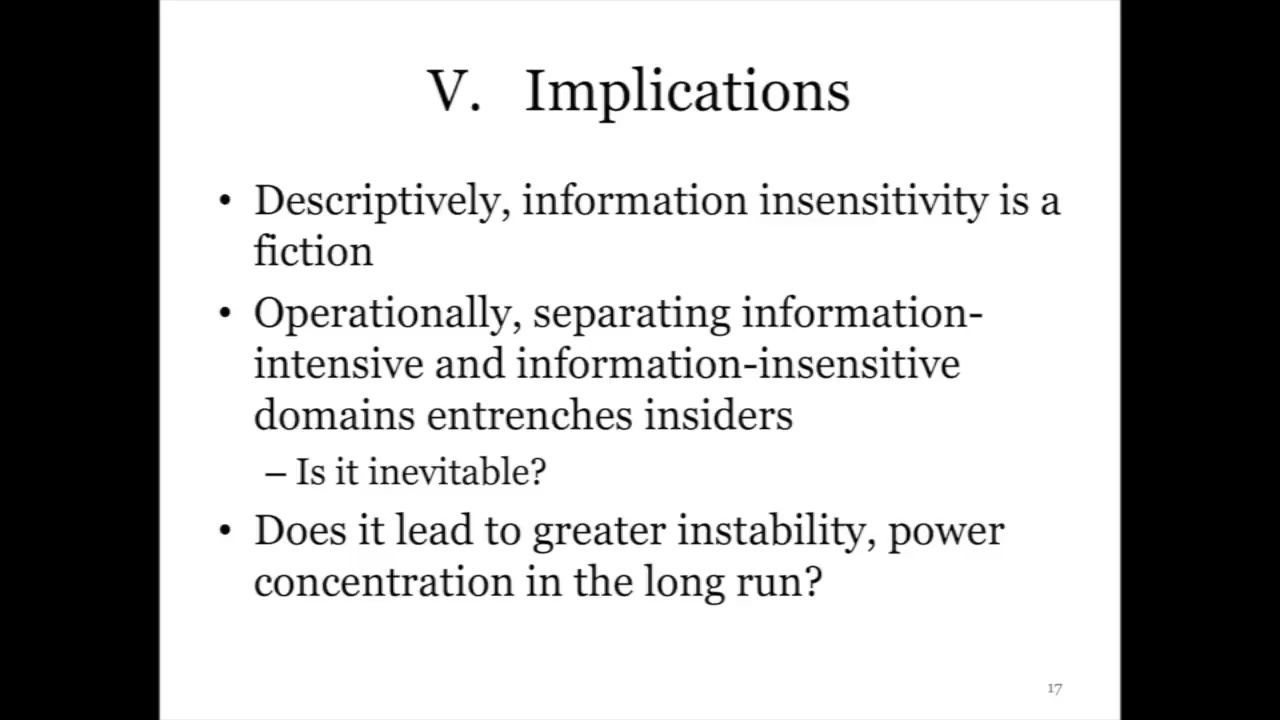 V. Implications
• Descriptively, information insensitivity is a
fiction
• Operationally, separating information-
intensive and information-insensitive
domains entrenches insiders
– Is it inevitable?
• Does it lead to greater instability, power
concentration in the long run?
17